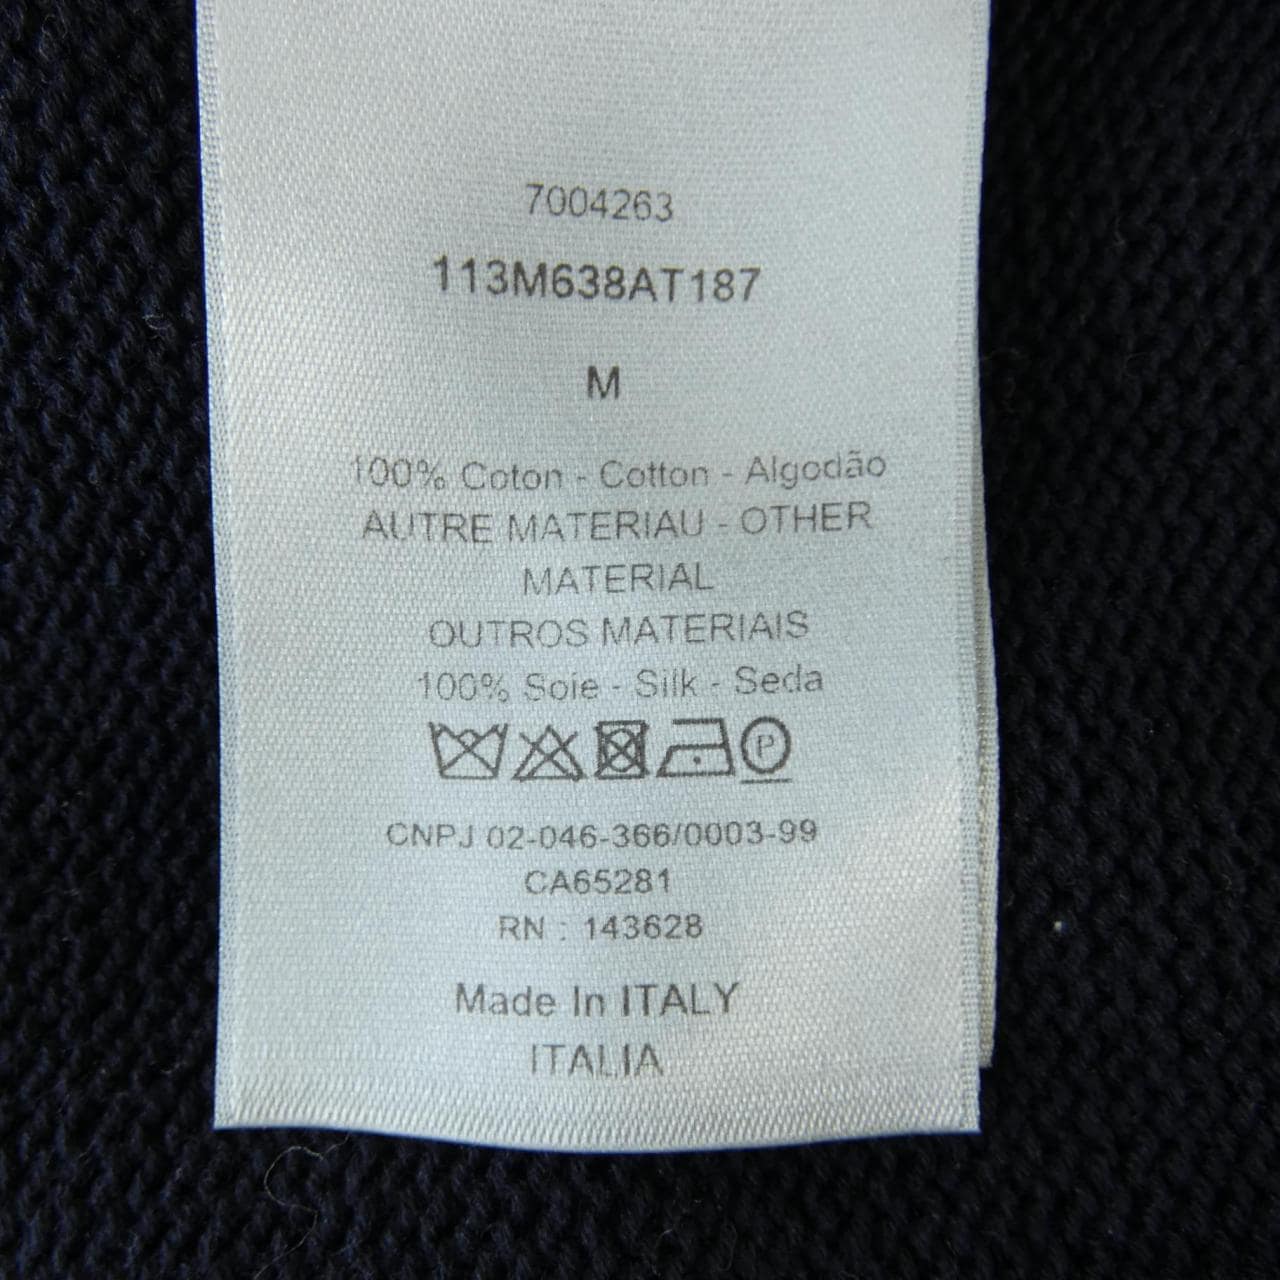 7004263
113M638AT187
M
100% Coton - Cotton - Algodão
AUTRE MATERIAU - OTHER
MATERIAL
OUTROS MATERIAIS
100% Soie - Silk - Seda
P
CNPJ 02-046-366/0003-99
CA65281
RN : 143628
Made In ITALY
ITALIA